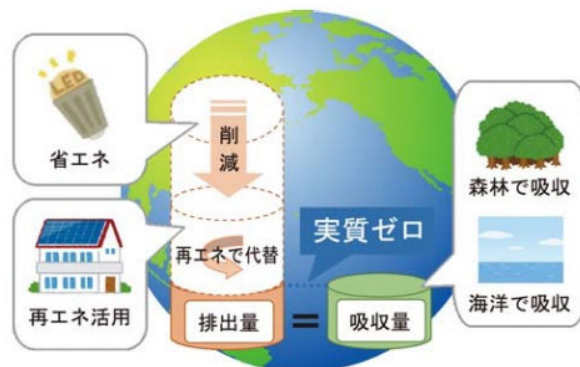 LED
省エネ
削
減
森林で吸収
再エネで代替
実質ゼロ
再エネ活用
排出量
=
吸収量
海洋で吸収